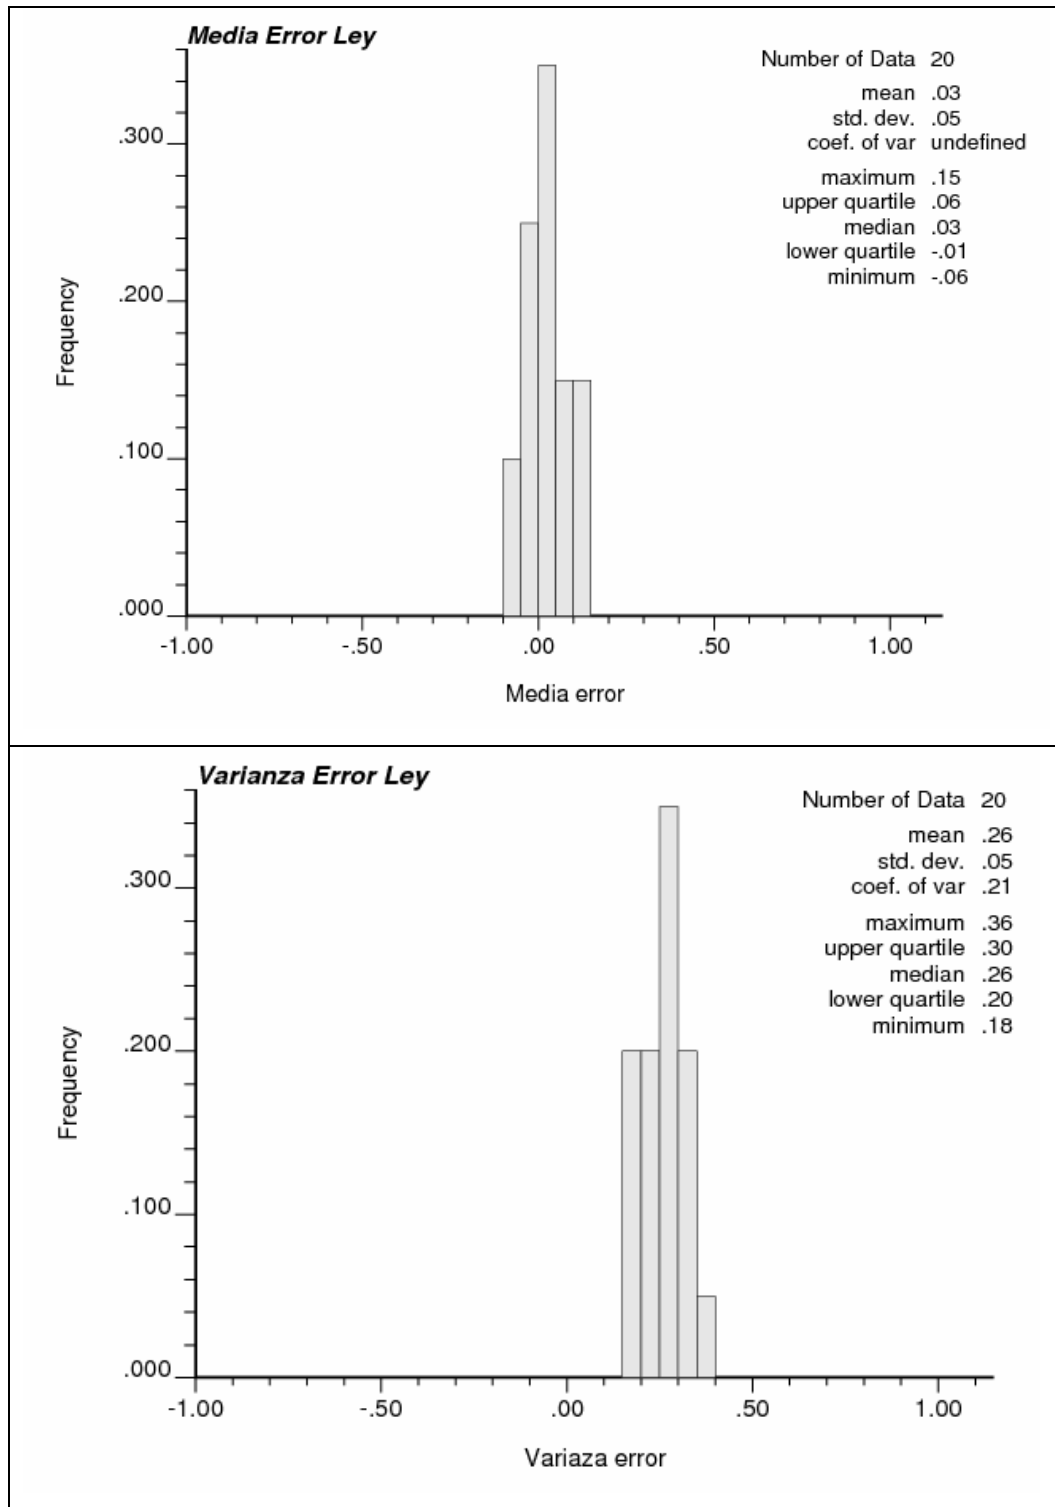 Media Error Ley
Number of Data 20
mean .03
std. dev. .05
coef. of var undefined
maximum .15
upper quartile .06
median .03
lower quartile -.01
minimum -.06
Frequency
.300
.200
.100
.000
-1.00 -.50 .00 .50 1.00
Media error
Varianza Error Ley
Number of Data 20
mean .26
std. dev. .05
coef. of var .21
maximum .36
upper quartile .30
median .26
lower quartile .20
minimum .18
Frequency
.300
.200
.100
.000
-1.00 -.50 .00 .50 1.00
Variaza error